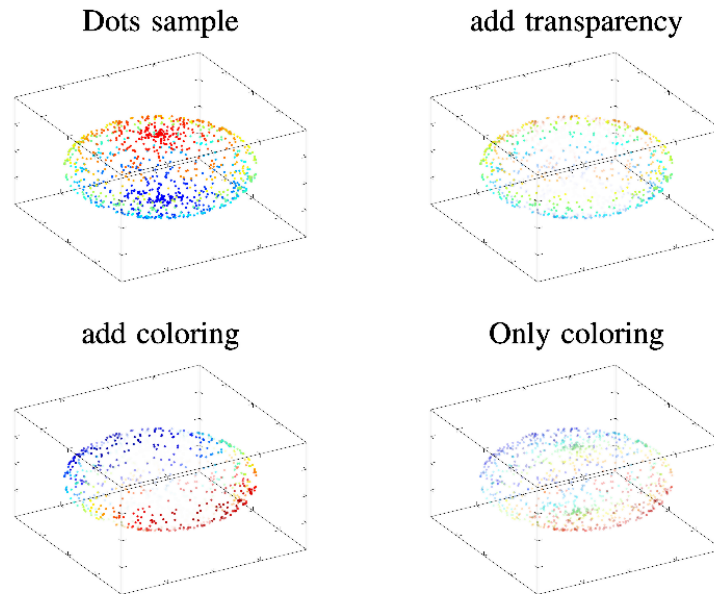 Dots sample
add transparency
add coloring
Only coloring